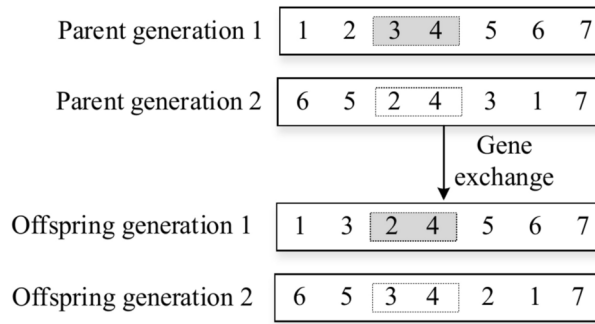 Parent generation 1 1 2 3 4 5 6 7
Parent generation 2 6 5 2 4 3 1 7
Gene
exchange
Offspring generation 1 1 3 2 4 5 6 7
Offspring generation 2 6 5 3 4 2 1 7